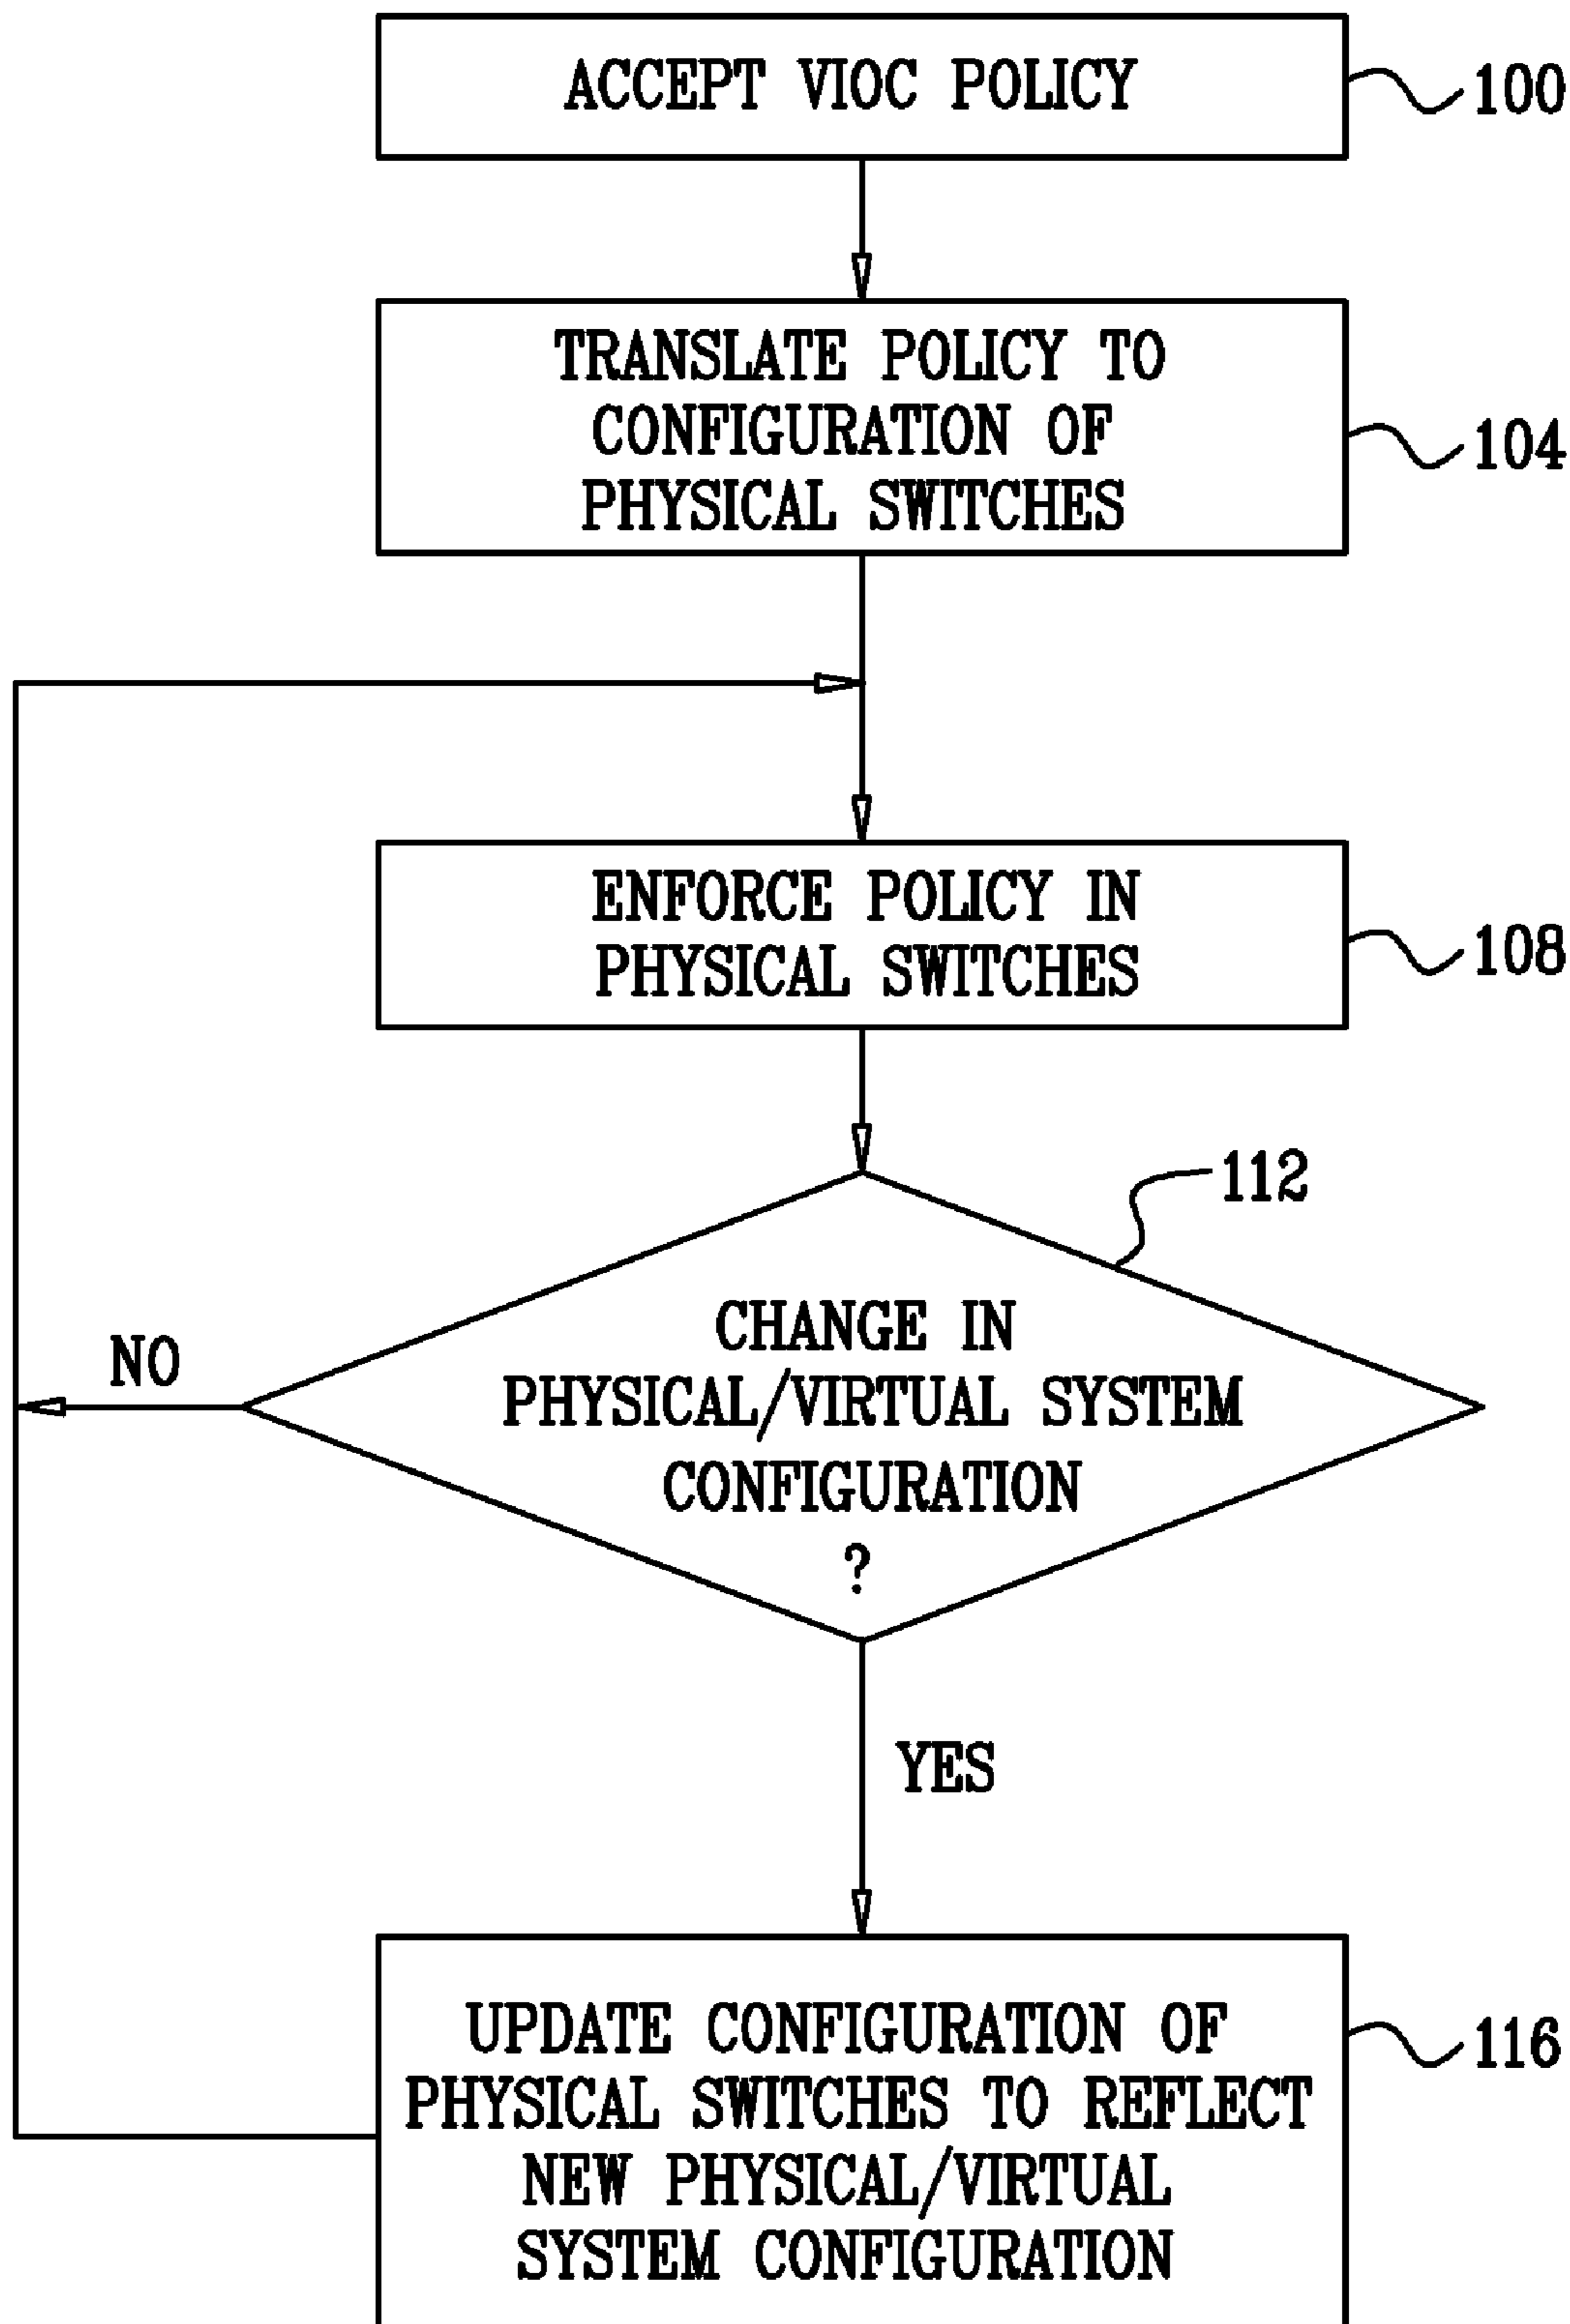 ACCEPT VIOC POLICY
100
TRANSLATE POLICY TO
CONFIGURATION OF
PHYSICAL SWITCHES
104
ENFORCE POLICY IN
PHYSICAL SWITCHES
108
112
CHANGE IN
PHYSICAL/VIRTUAL SYSTEM
CONFIGURATION
?
NO
YES
UPDATE CONFIGURATION OF
PHYSICAL SWITCHES TO REFLECT
NEW PHYSICAL/VIRTUAL
SYSTEM CONFIGURATION
116